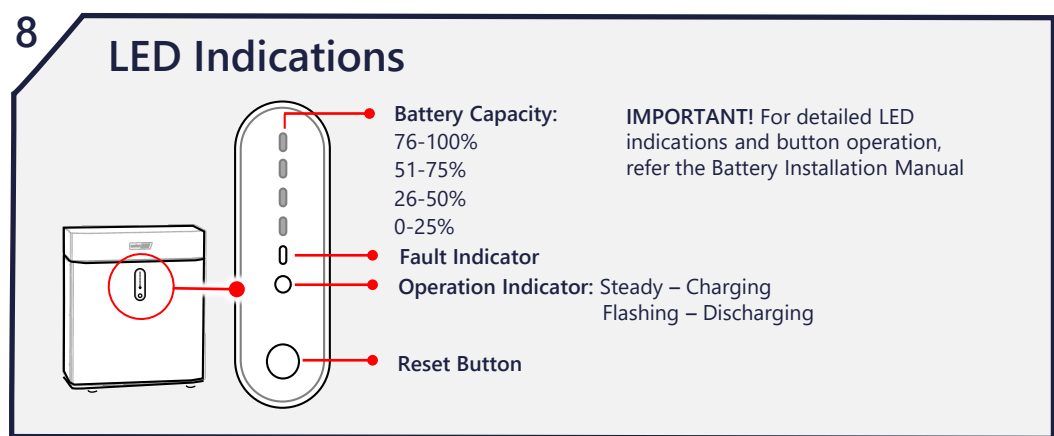 8
LED Indications
Battery Capacity:
76-100%
51-75%
26-50%
0-25%
Fault Indicator
Operation Indicator: Steady – Charging
Flashing – Discharging
Reset Button
IMPORTANT! For detailed LED
indications and button operation,
refer the Battery Installation Manual